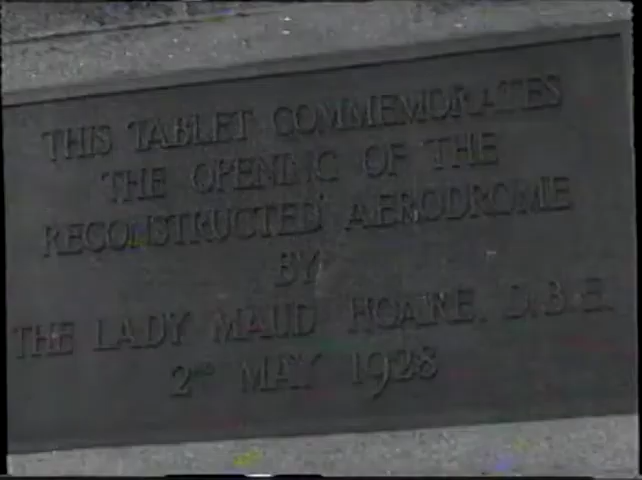 THIS TABLET COMMEMORATES
THE OPENING OF THE
RECONSTRUCTED AERODROME
BY
THE LADY MAUD HOARE, D.B.E.
2ND MAY 1928